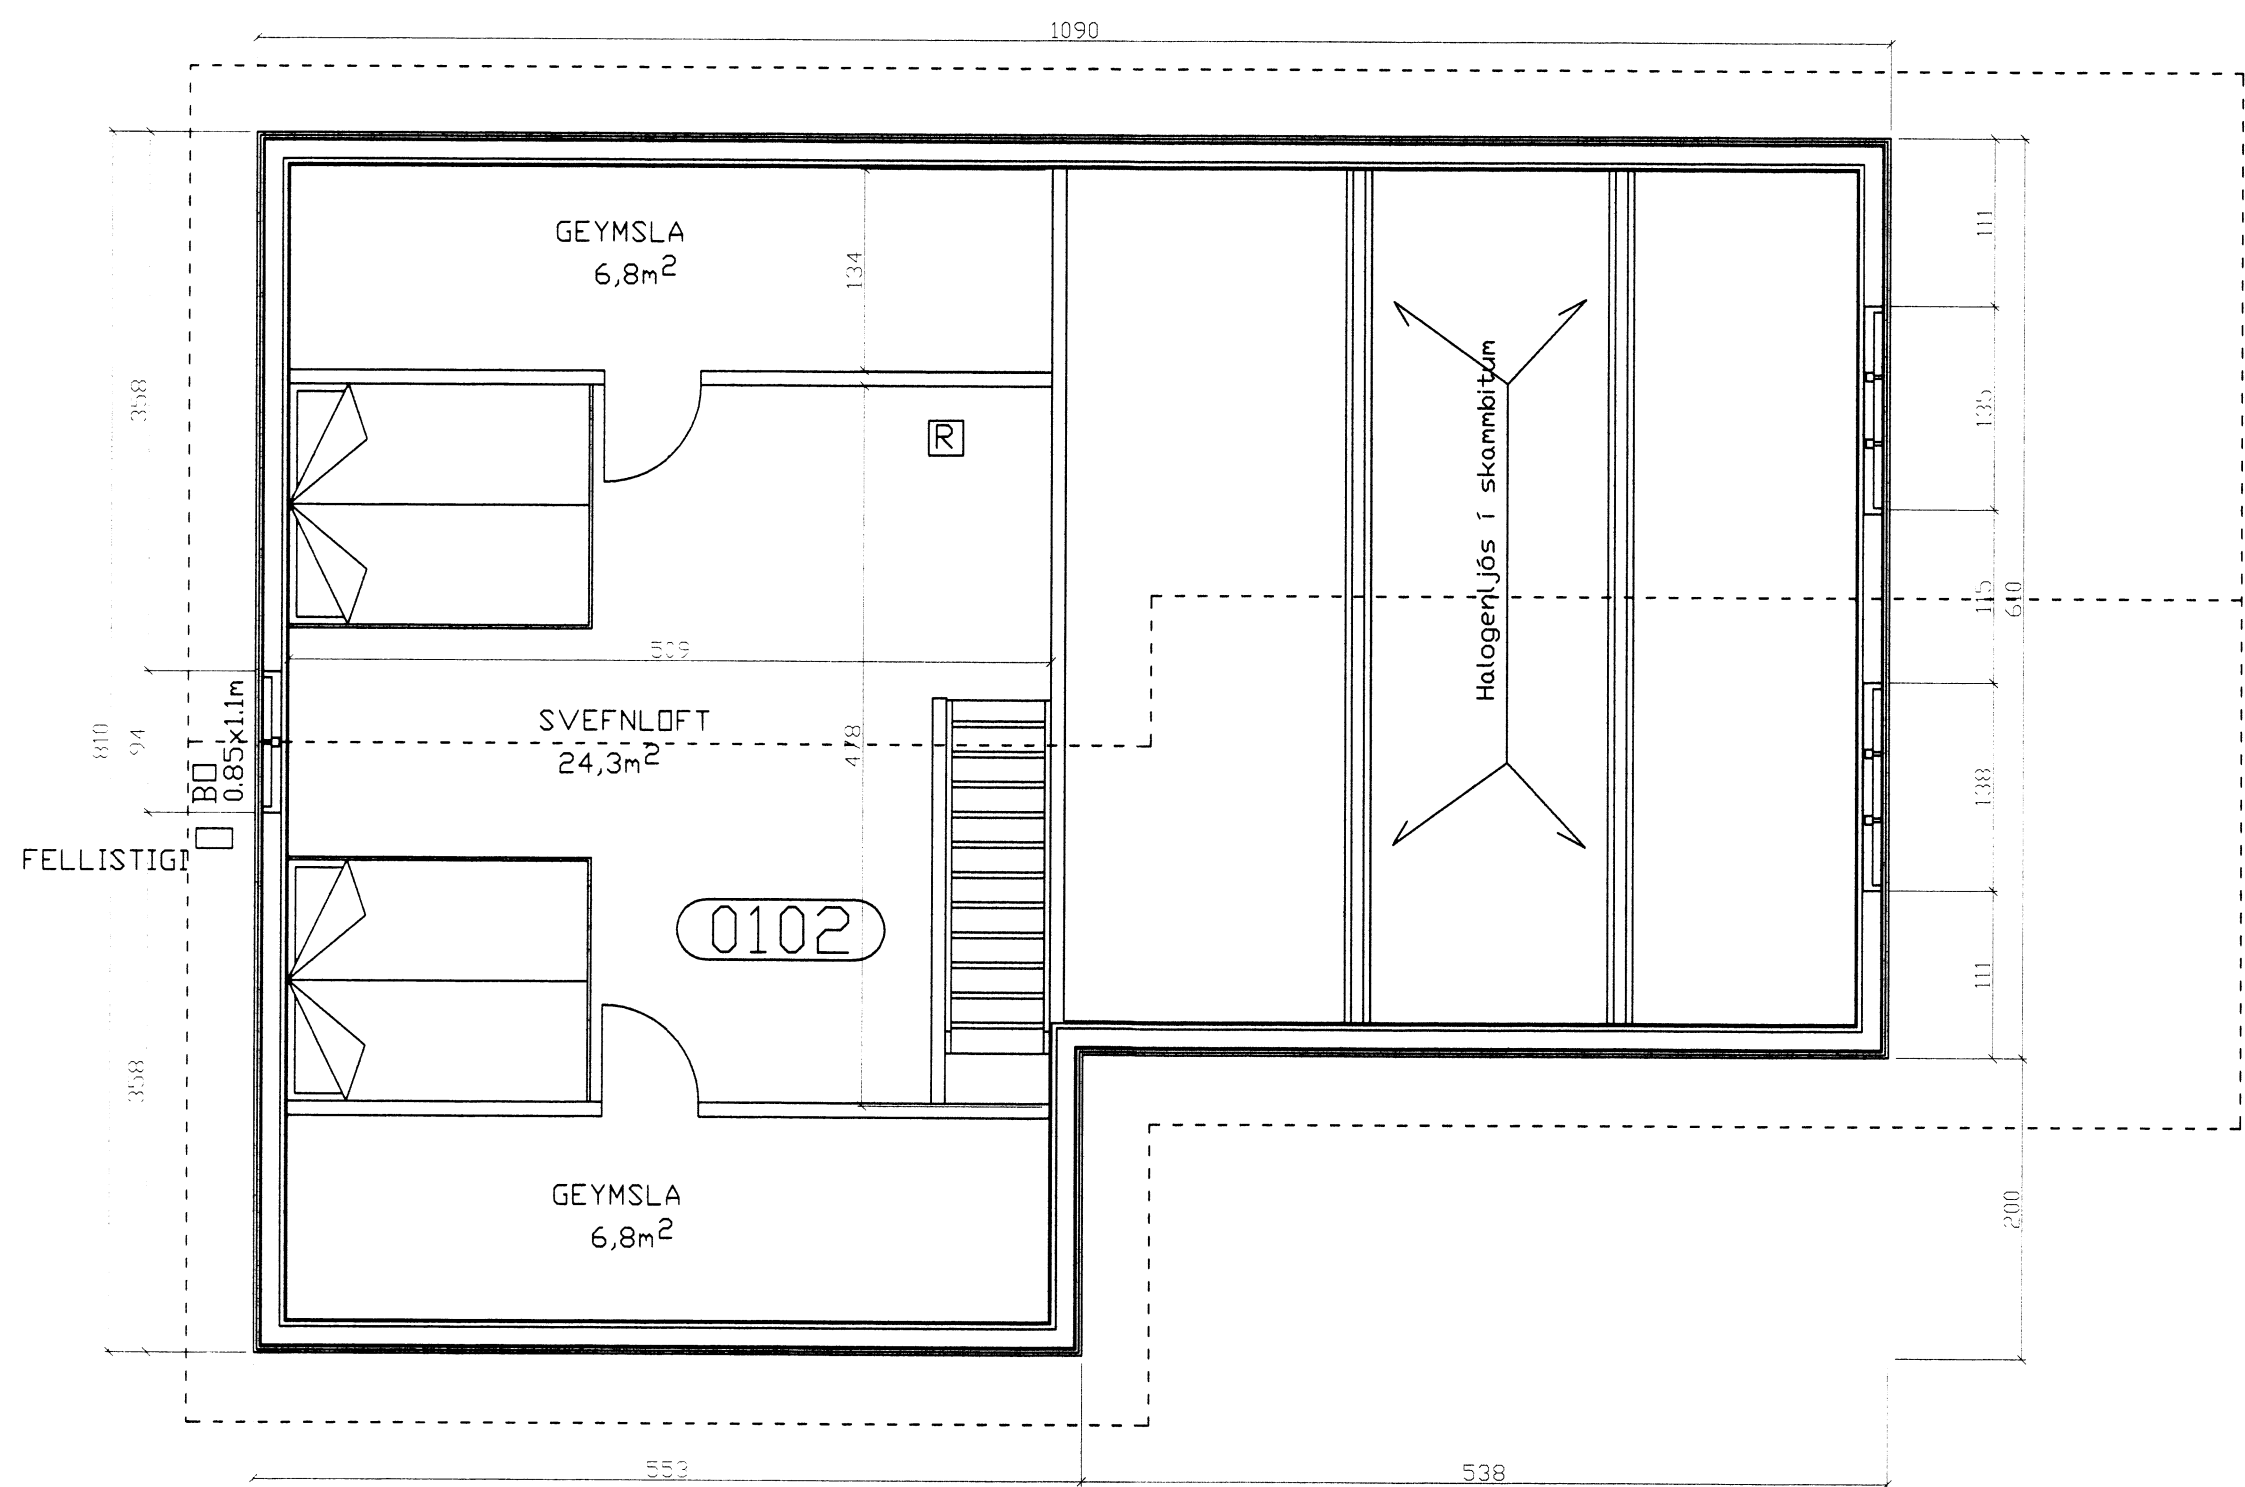 1090
GEYMSLA
6,8m²
134
111
358
R
135
Halogenljós í skammbitum
115
610
509
SVEFNLOFT
24,3m²
478
810
94
BO
0.85x1.1m
138
FELLISTIGI
0102
111
358
GEYMSLA
6,8m²
200
553
538